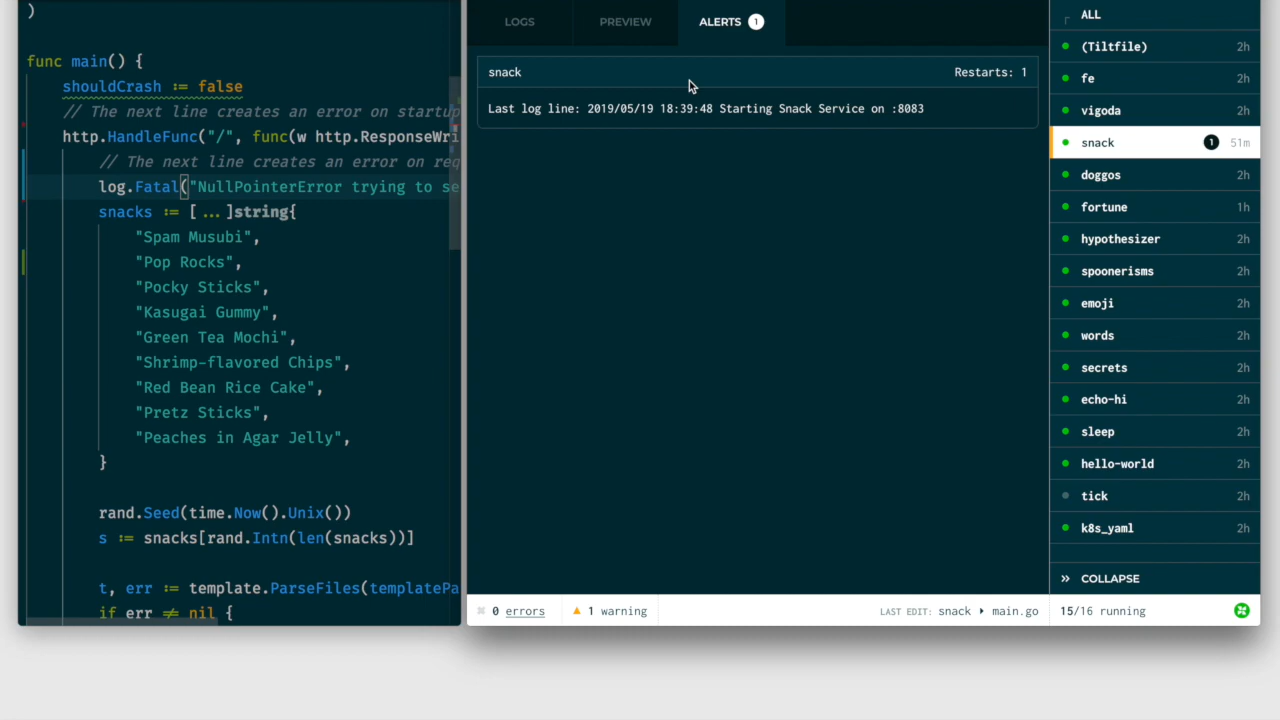 )
func main() {
shouldCrash := false
// The next line creates an error on startup
http.HandleFunc("/", func(w http.ResponseWri
// The next line creates an error on req
log.Fatal("NullPointerError trying to se
snacks := [...]string{
"Spam Musubi",
"Pop Rocks",
"Pocky Sticks",
"Kasugai Gummy",
"Green Tea Mochi",
"Shrimp-flavored Chips",
"Red Bean Rice Cake",
"Pretz Sticks",
"Peaches in Agar Jelly",
}
rand.Seed(time.Now().Unix())
s := snacks[rand.Intn(len(snacks))]
t, err := template.ParseFiles(templatePa
if err ≠ nil {
LOGS PREVIEW ALERTS 1
snack Restarts: 1
Last log line: 2019/05/19 18:39:48 Starting Snack Service on :8083
ALL
(Tiltfile) 2h
fe 2h
vigoda 2h
snack 1 51m
doggos 2h
fortune 1h
hypothesizer 2h
spoonerisms 2h
emoji 2h
words 2h
secrets 2h
echo-hi 2h
sleep 2h
hello-world 2h
tick 2h
k8s_yaml 2h
» COLLAPSE
0 errors 1 warning LAST EDIT: snack ‣ main.go 15/16 running